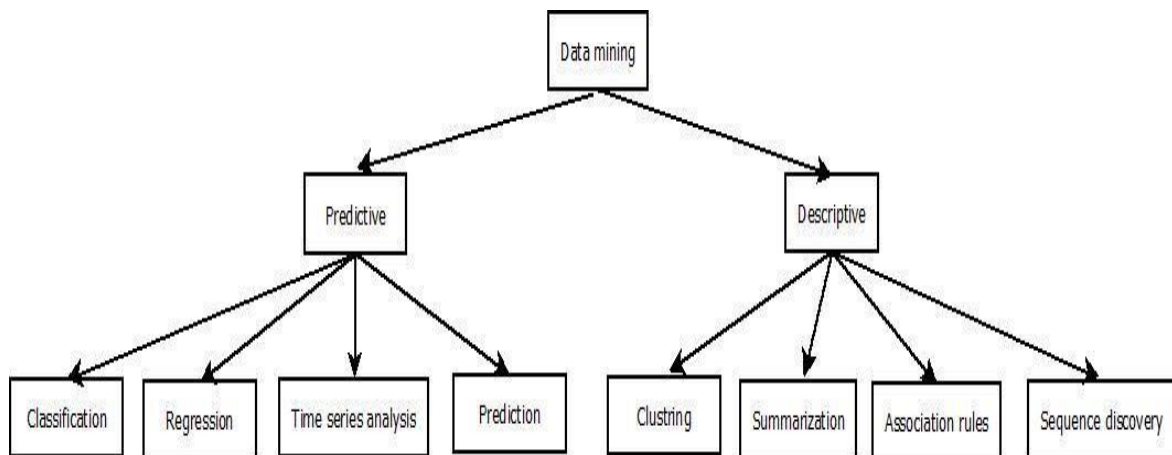 Data mining
Predictive
Descriptive
Classification
Regression
Time series analysis
Prediction
Clustring
Summarization
Association rules
Sequence discovery